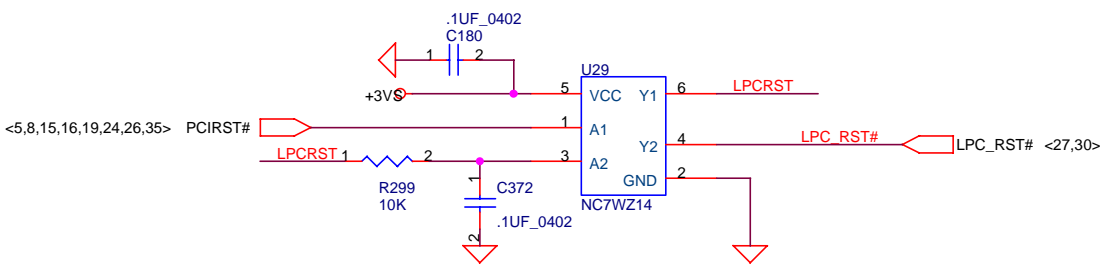 .1UF_0402
C180
1 2
U29
+3VS
5 VCC Y1 6 LPCRST
<5,8,15,16,19,24,26,35> PCIRST# 1 A1
Y2 4 LPC_RST# LPC_RST# <27,30>
LPCRST 1 2 3 A2
GND 2
R299
10K
1 C372
.1UF_0402
2
NC7WZ14